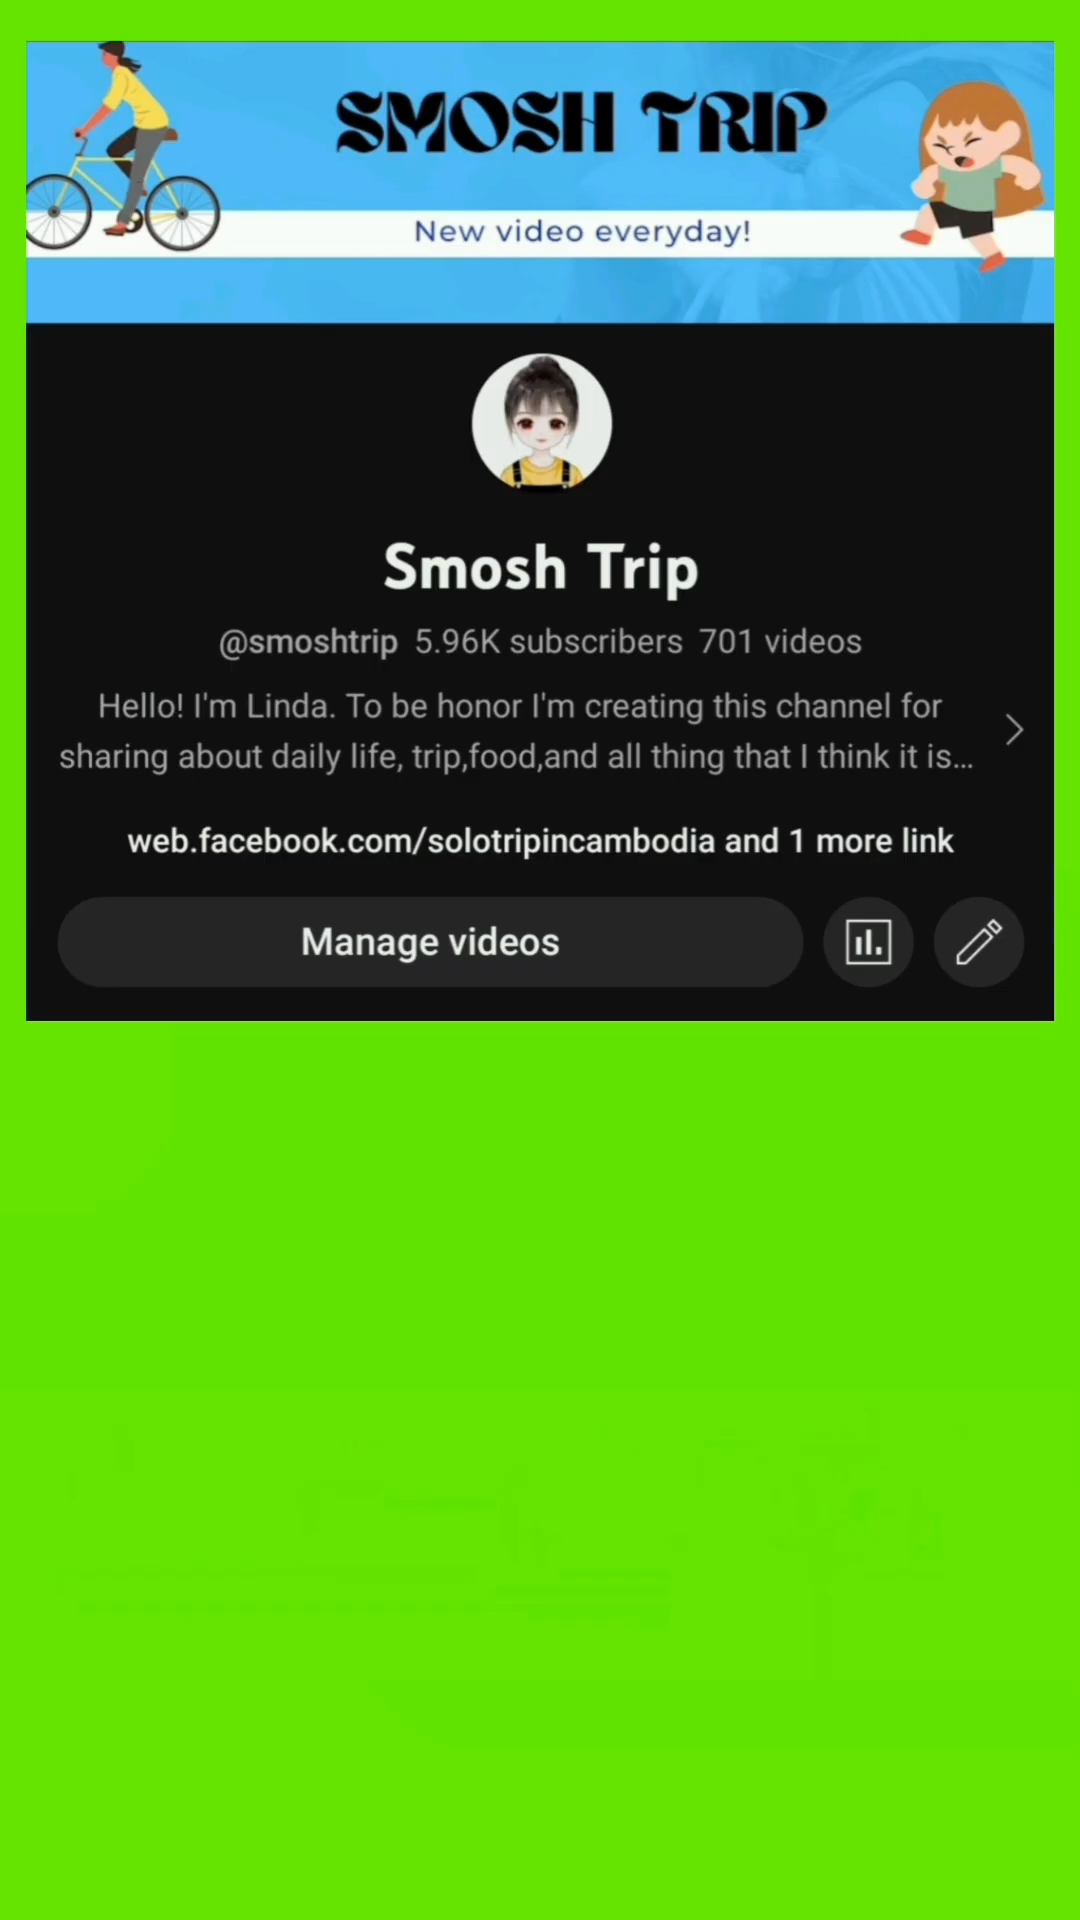 SMOSH TRIP
New video everyday!
Smosh Trip
@smoshtrip 5.96K subscribers 701 videos
Hello! I'm Linda. To be honor I'm creating this channel for
sharing about daily life, trip,food,and all thing that I think it is...
web.facebook.com/solotripincambodia and 1 more link
Manage videos